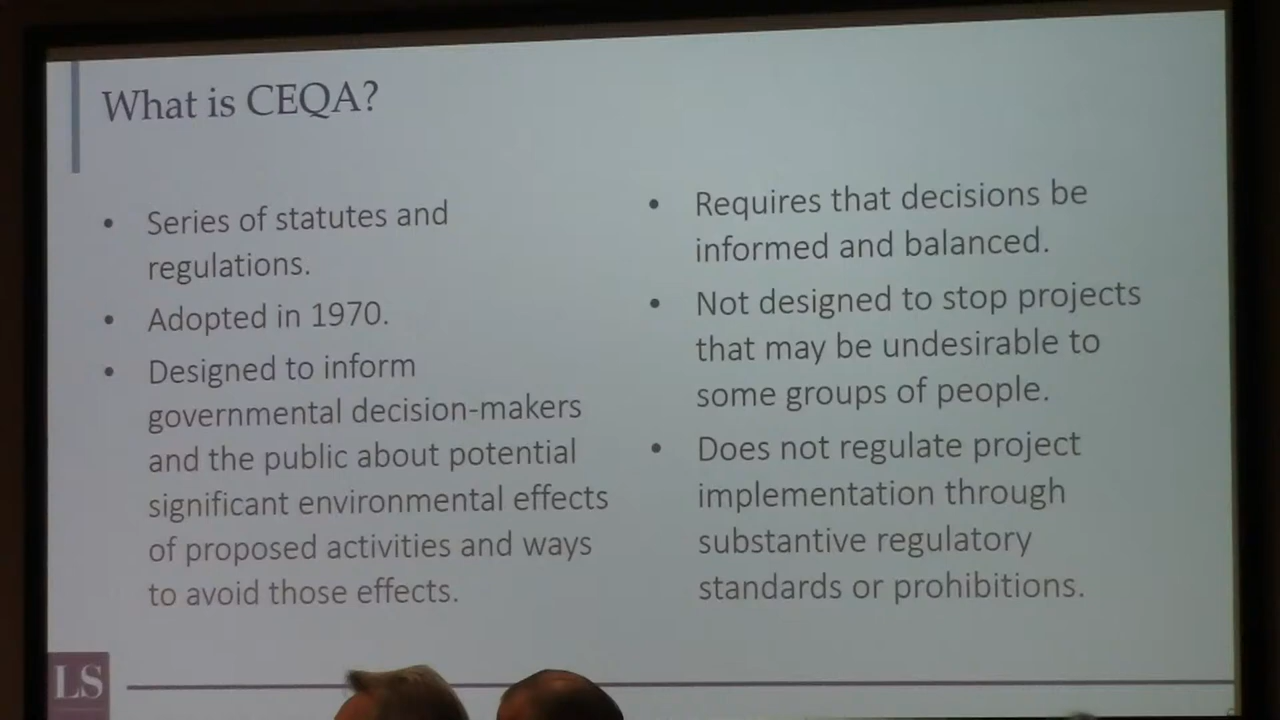 What is CEQA?
• Series of statutes and
regulations.
• Adopted in 1970.
• Designed to inform
governmental decision-makers
and the public about potential
significant environmental effects
of proposed activities and ways
to avoid those effects.
• Requires that decisions be
informed and balanced.
• Not designed to stop projects
that may be undesirable to
some groups of people.
• Does not regulate project
implementation through
substantive regulatory
standards or prohibitions.
LS